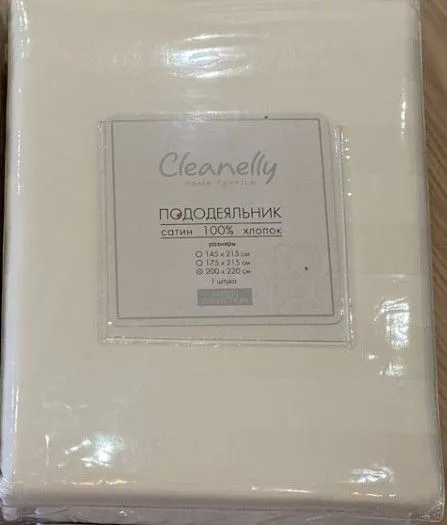 Cleanelly
HOME TEXTILE
ПОДОДЕЯЛЬНИК
сатин 100% хлопок
размеры
145 х 215 см
175 х 215 см
200 х 220 см
1 штука
COLLECTION